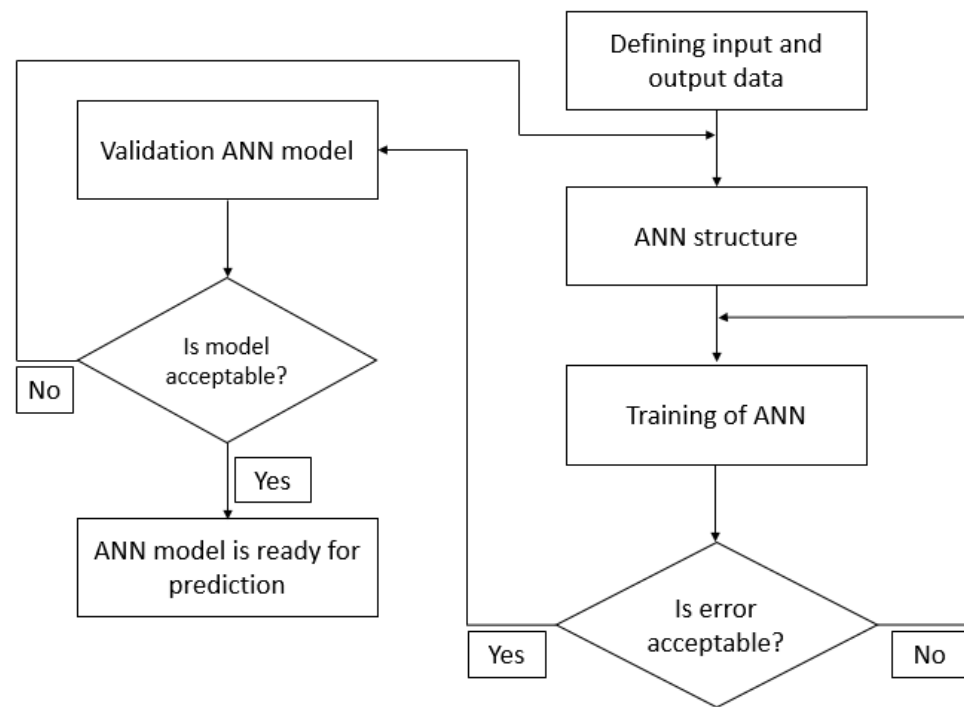 Defining input and
output data
ANN structure
Training of ANN
Is error
acceptable?
Yes
No
Validation ANN model
Is model
acceptable?
No
Yes
ANN model is ready for
prediction